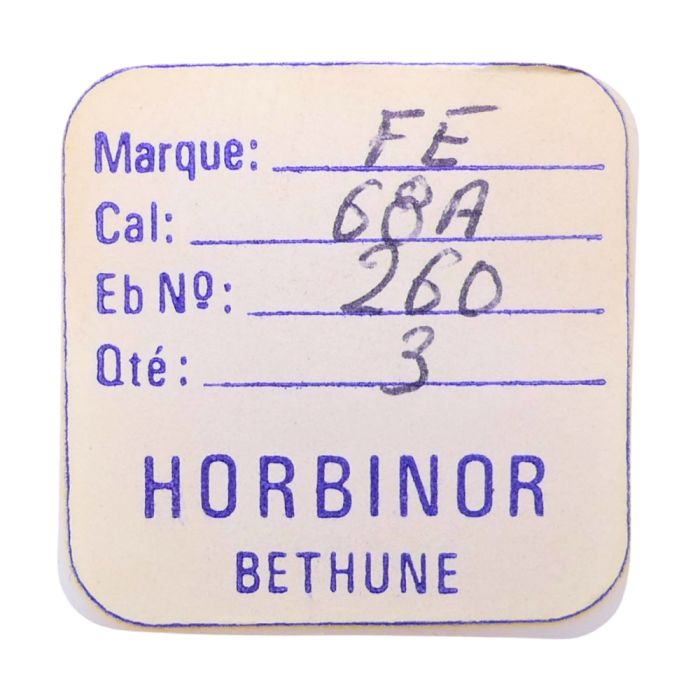 Marque: FE
Cal: 68A
Eb Nº: 260
Qté: 3
HORBINOR
BETHUNE